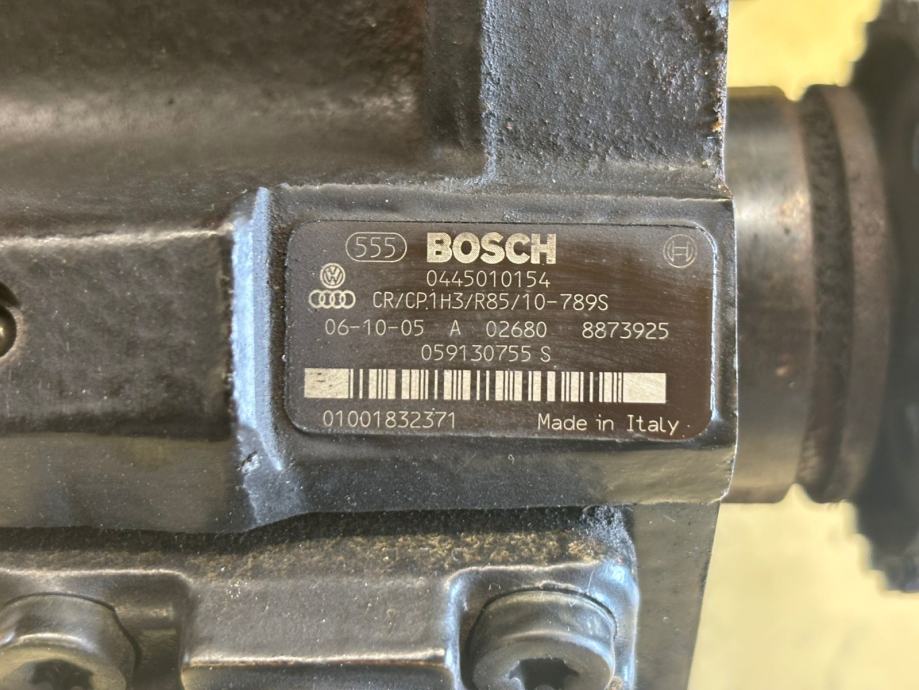 555 BOSCH
0445010154
CR/CP1H3/R85/10-789S
06-10-05 A 02680 8873925
059130755 S
01001832371 Made in Italy